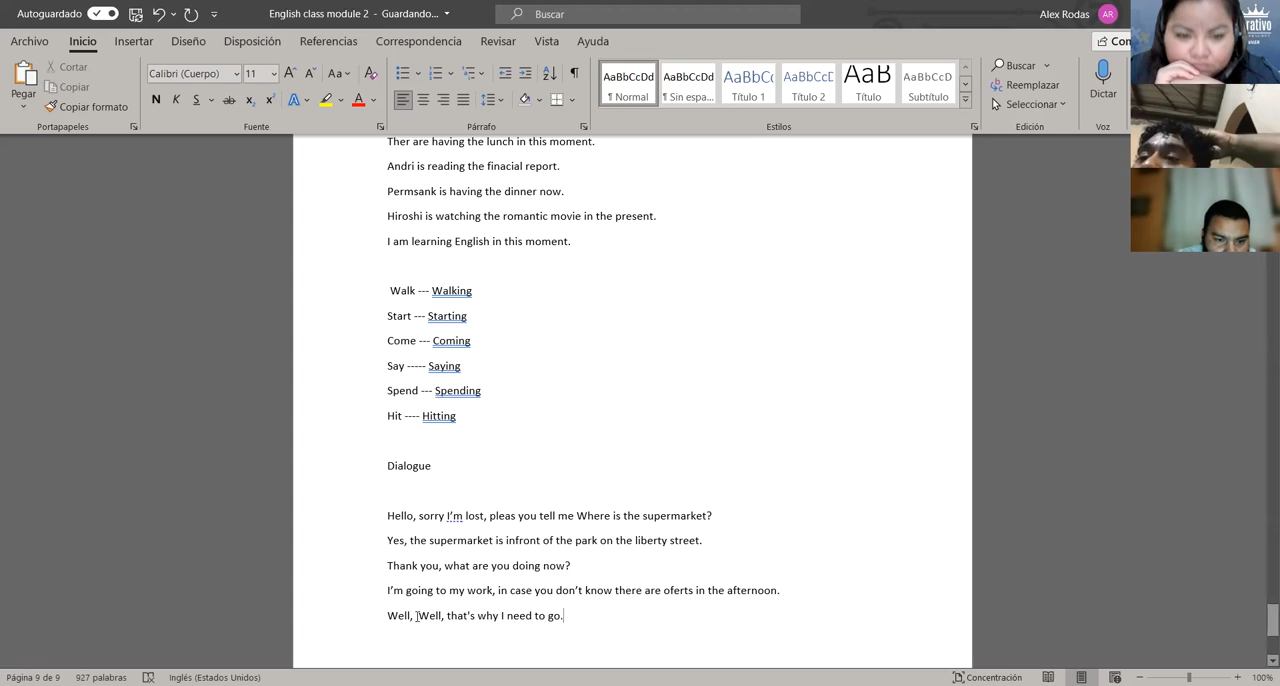 Autoguardado
English class module 2 - Guardando...
Buscar
Alex Rodas
AR
Archivo
Inicio
Insertar
Diseño
Disposición
Referencias
Correspondencia
Revisar
Vista
Ayuda
Pegar
Cortar
Copiar
Copiar formato
Portapapeles
Calibri (Cuerpo)
11
Fuente
Párrafo
AaBbCcDd
¶ Normal
AaBbCcDd
¶ Sin espa...
AaBbCc
Título 1
AaBbCcD
Título 2
AaB
Título
AaBbCcD
Subtítulo
Estilos
Buscar
Reemplazar
Seleccionar
Edición
Dictar
Voz
rativo
Ther are having the lunch in this moment.
Andri is reading the finacial report.
Permsank is having the dinner now.
Hiroshi is watching the romantic movie in the present.
I am learning English in this moment.
Walk --- Walking
Start --- Starting
Come --- Coming
Say ----- Saying
Spend --- Spending
Hit ---- Hitting
Dialogue
Hello, sorry I’m lost, pleas you tell me Where is the supermarket?
Yes, the supermarket is infront of the park on the liberty street.
Thank you, what are you doing now?
I’m going to my work, in case you don’t know there are oferts in the afternoon.
Well, Well, that's why I need to go.
Página 9 de 9
927 palabras
Inglés (Estados Unidos)
Concentración
100%